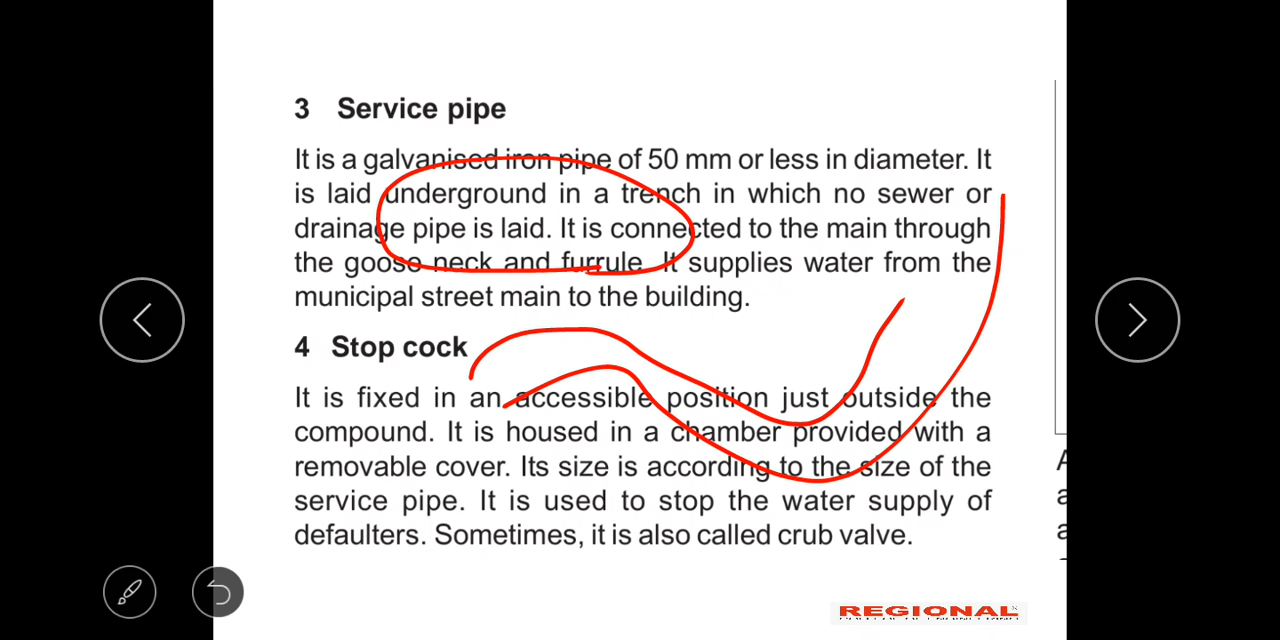 3 Service pipe
It is a galvanised iron pipe of 50 mm or less in diameter. It
is laid underground in a trench in which no sewer or
drainage pipe is laid. It is connected to the main through
the goose neck and furrule. It supplies water from the
municipal street main to the building.
4 Stop cock
It is fixed in an accessible position just outside the
compound. It is housed in a chamber provided with a
removable cover. Its size is according to the size of the
service pipe. It is used to stop the water supply of
defaulters. Sometimes, it is also called crub valve.
REGIONAL